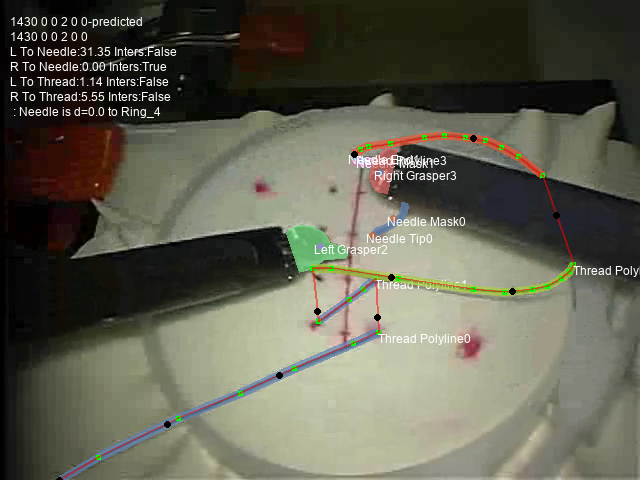 1430 0 0 2 0 0-predicted
1430 0 0 2 0 0
L To Needle:31.35 Inters:False
R To Needle:0.00 Inters:True
L To Thread:1.14 Inters:False
R To Thread:5.55 Inters:False
: Needle is d=0.0 to Ring_4
Right Grasper3
Needle Mask0
Needle Tip0
Left Grasper2
Thread Poly
Thread Polyline1
Thread Polyline0